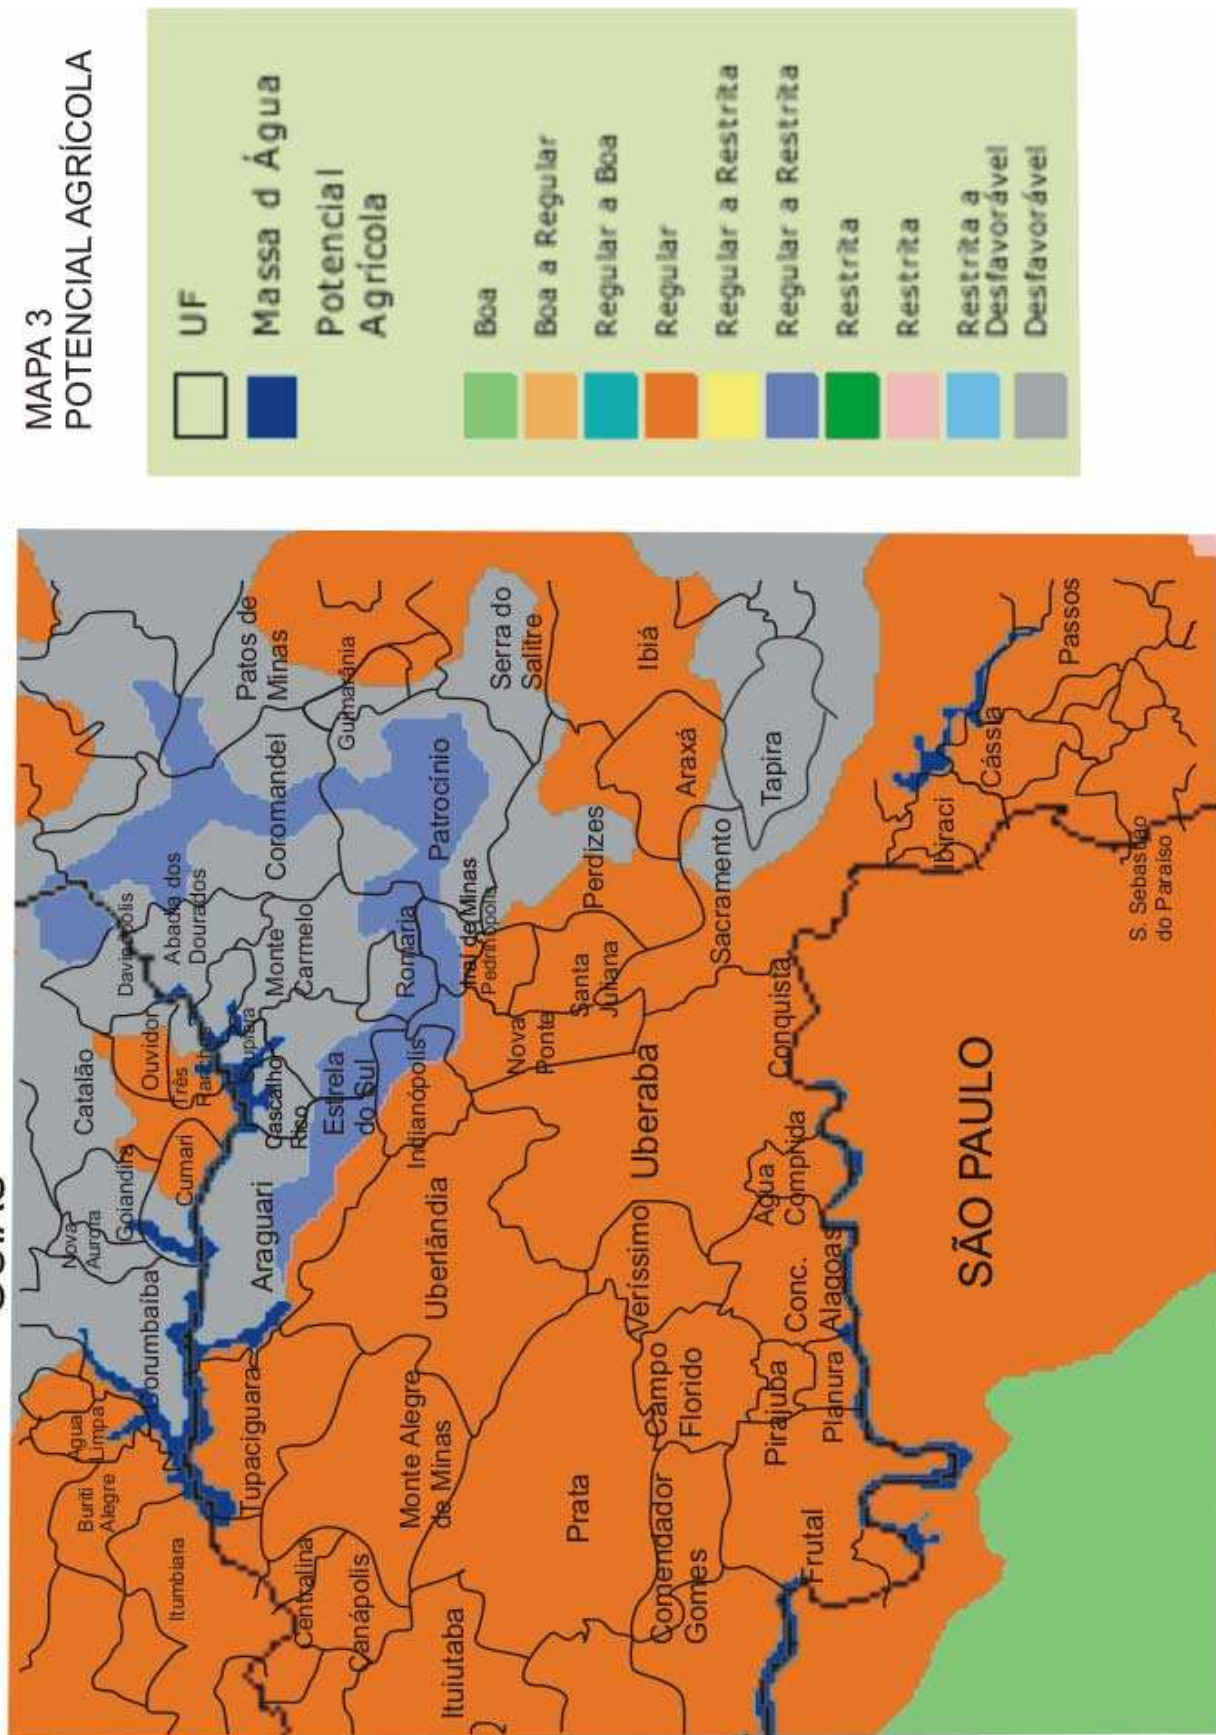 MAPA 3
POTENCIAL AGRÍCOLA
UF
Massa d Água
Potencial
Agrícola
Boa
Boa a Regular
Regular a Boa
Regular
Regular a Restrita
Regular a Restrita
Restrita
Restrita
Restrita a
Desfavorável
Desfavorável
Catalão
Nova
Aurora
Goiandira
Corumbaíba
Água
Limpa
Buriti
Alegre
Itumbiara
Davinópolis
Ouvidor
Três
Ranchos
Cumari
Abadia dos
Dourados
Patos de
Minas
Guimarânia
Coromandel
Monte
Carmelo
Cascalho
Rico
Araguari
Tupaciguara
Centralina
Canápolis
Estrela
do Sul
Romaria
Patrocínio
Serra do
Salitre
Iraí de Minas
Pedrinópolis
Indianópolis
Uberlândia
Monte Alegre
de Minas
Ituiutaba
Nova
Ponte
Santa
Juliana
Perdizes
Ibiá
Araxá
Tapira
Sacramento
Uberaba
Prata
Veríssimo
Campo
Florido
Comendador
Gomes
Conquista
Água
Comprida
Conc.
Alagoas
Pirajuba
Planura
Frutal
Ibiraci
Cássia
Passos
S. Sebastião
do Paraíso
SÃO PAULO